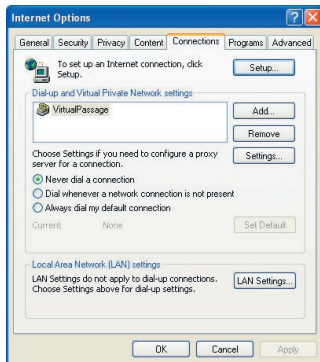 Internet Options
General Security Privacy Content Connections Programs Advanced
To set up an Internet connection, click
Setup.
Setup...
Dial-up and Virtual Private Network settings
VirtualPassage
Add...
Remove
Choose Settings if you need to configure a proxy
server for a connection.
Settings...
Never dial a connection
Dial whenever a network connection is not present
Always dial my default connection
Current None
Set Default
Local Area Network (LAN) settings
LAN Settings do not apply to dial-up connections.
Choose Settings above for dial-up settings.
LAN Settings...
OK Cancel Apply